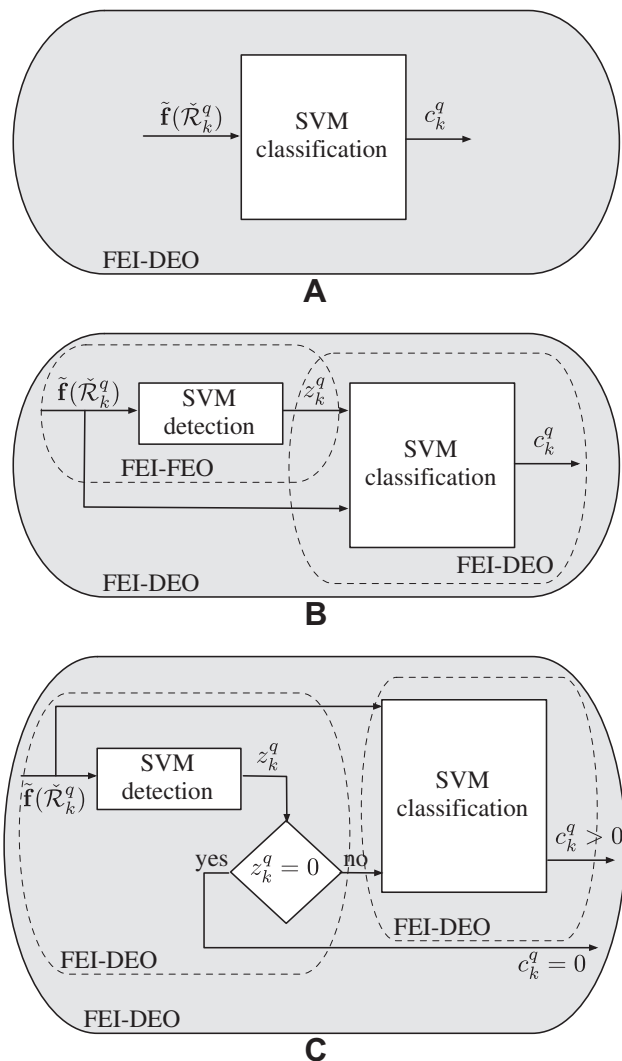 f̃(Ř_k^q)
SVM
classification
c_k^q
FEI-DEO
A
f̃(Ř_k^q)
SVM
detection
z_k^q
FEI-FEO
SVM
classification
c_k^q
FEI-DEO
FEI-DEO
B
f̃(Ř_k^q)
SVM
detection
z_k^q
SVM
classification
yes
z_k^q = 0
no
c_k^q > 0
FEI-DEO
FEI-DEO
c_k^q = 0
FEI-DEO
C